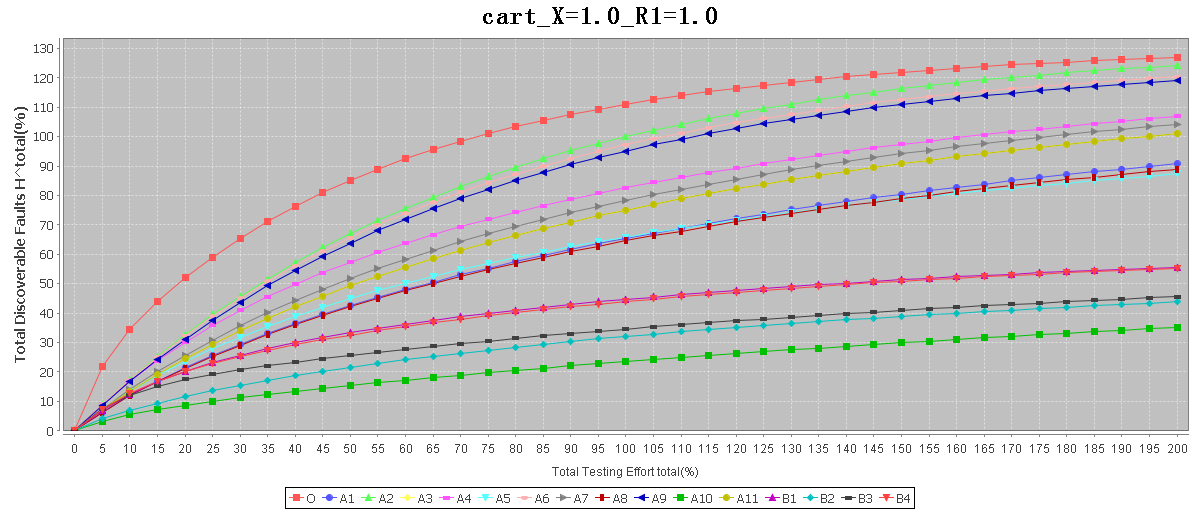 cart_X=1.0_R1=1.0
Total Discoverable Faults H^total(%)
130
120
110
100
90
80
70
60
50
40
30
20
10
0
0 5 10 15 20 25 30 35 40 45 50 55 60 65 70 75 80 85 90 95 100 105 110 115 120 125 130 135 140 145 150 155 160 165 170 175 180 185 190 195 200
Total Testing Effort total(%)
O A1 A2 A3 A4 A5 A6 A7 A8 A9 A10 A11 B1 B2 B3 B4